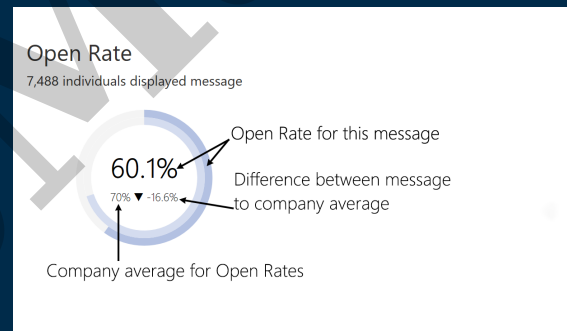 Open Rate
7,488 individuals displayed message
Open Rate for this message
60.1%
Difference between message
70% ▼ -16.6%
to company average
Company average for Open Rates